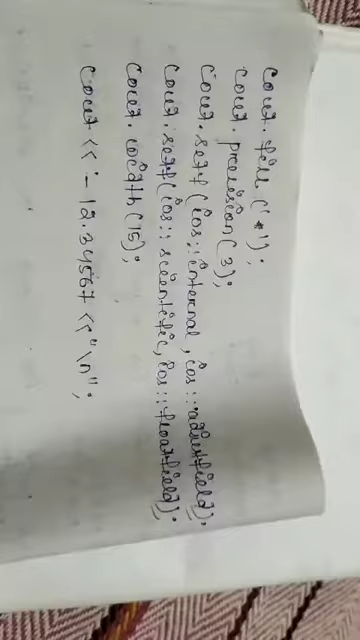 cout.fill('*');
cout.precision(3);
cout.setf(ios::internal, ios::adjustfield);
cout.setf(ios::scientific, ios::floatfield);
cout.width(15);
cout << -12.34567 << "\n";